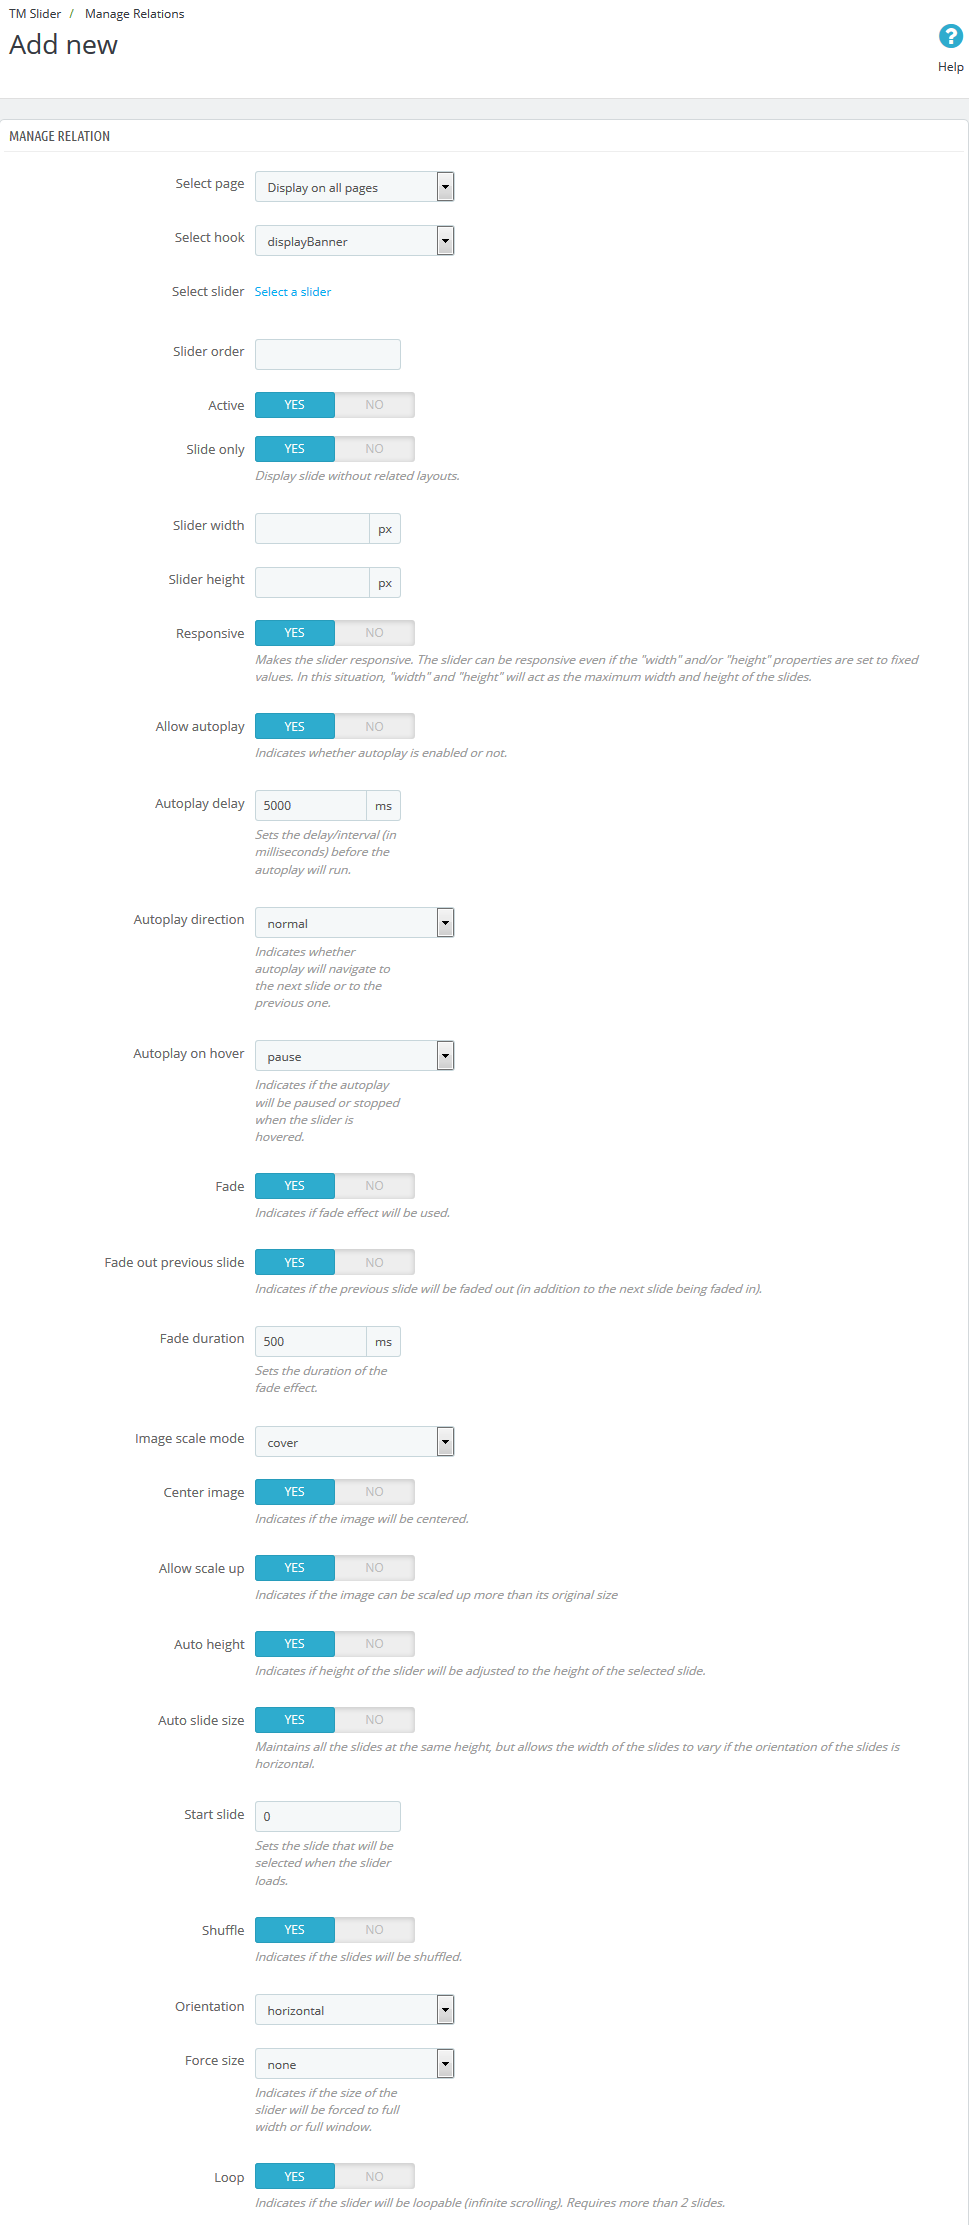 TM Slider / Manage Relations
Add new
Help
MANAGE RELATION
Select page Display on all pages
Select hook displayBanner
Select slider Select a slider
Slider order
Active YES NO
Slide only YES NO
Display slide without related layouts.
Slider width px
Slider height px
Responsive YES NO
Makes the slider responsive. The slider can be responsive even if the "width" and/or "height" properties are set to fixed
values. In this situation, "width" and "height" will act as the maximum width and height of the slides.
Allow autoplay YES NO
Indicates whether autoplay is enabled or not.
Autoplay delay 5000 ms
Sets the delay/interval (in
milliseconds) before the
autoplay will run.
Autoplay direction normal
Indicates whether
autoplay will navigate to
the next slide or to the
previous one.
Autoplay on hover pause
Indicates if the autoplay
will be paused or stopped
when the slider is
hovered.
Fade YES NO
Indicates if fade effect will be used.
Fade out previous slide YES NO
Indicates if the previous slide will be faded out (in addition to the next slide being faded in).
Fade duration 500 ms
Sets the duration of the
fade effect.
Image scale mode cover
Center image YES NO
Indicates if the image will be centered.
Allow scale up YES NO
Indicates if the image can be scaled up more than its original size
Auto height YES NO
Indicates if height of the slider will be adjusted to the height of the selected slide.
Auto slide size YES NO
Maintains all the slides at the same height, but allows the width of the slides to vary if the orientation of the slides is
horizontal.
Start slide 0
Sets the slide that will be
selected when the slider
loads.
Shuffle YES NO
Indicates if the slides will be shuffled.
Orientation horizontal
Force size none
Indicates if the size of the
slider will be forced to full
width or full window.
Loop YES NO
Indicates if the slider will be loopable (infinite scrolling). Requires more than 2 slides.